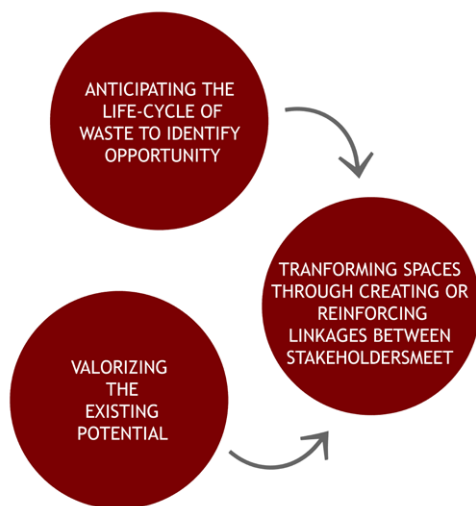 ANTICIPATING THE
LIFE-CYCLE OF
WASTE TO IDENTIFY
OPPORTUNITY
TRANFORMING SPACES
THROUGH CREATING OR
REINFORCING
LINKAGES BETWEEN
STAKEHOLDERSMEET
VALORIZING
THE
EXISTING
POTENTIAL